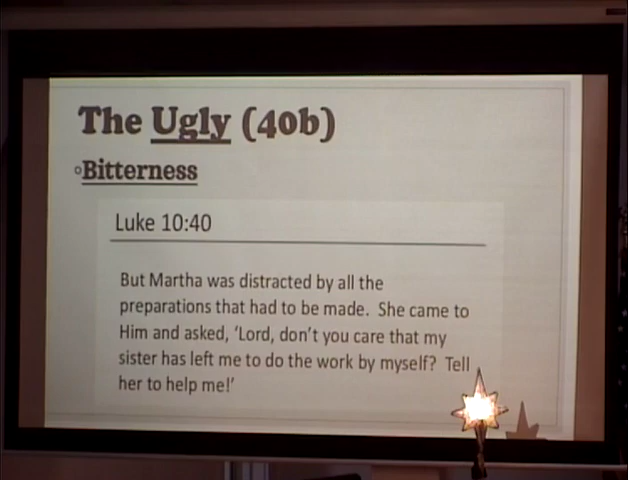 The Ugly (40b)
◦Bitterness
Luke 10:40
But Martha was distracted by all the
preparations that had to be made.  She came to
Him and asked, ‘Lord, don’t you care that my
sister has left me to do the work by myself?  Tell
her to help me!’